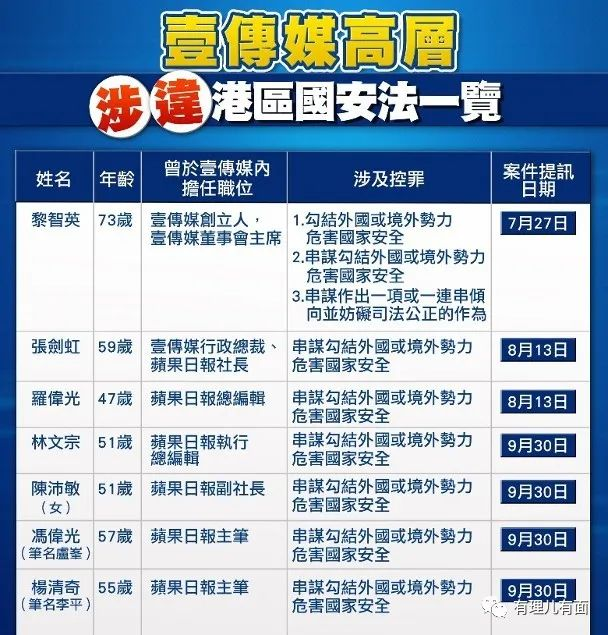 壹傳媒高層
涉違港區國安法一覽
姓名 年齡 曾於壹傳媒內 擔任職位 涉及控罪 案件提訊 日期
黎智英 73歲 壹傳媒創立人， 1.勾結外國或境外勢力 7月27日
壹傳媒董事會主席 危害國家安全
2.串謀勾結外國或境外勢力
危害國家安全
3.串謀作出一項或一連串傾
向並妨礙司法公正的作為
張劍虹 59歲 壹傳媒行政總裁、 串謀勾結外國或境外勢力 8月13日
蘋果日報社長 危害國家安全
羅偉光 47歲 蘋果日報總編輯 串謀勾結外國或境外勢力 8月13日
危害國家安全
林文宗 51歲 蘋果日報執行 串謀勾結外國或境外勢力 9月30日
總編輯 危害國家安全
陳沛敏 51歲 蘋果日報副社長 串謀勾結外國或境外勢力 9月30日
（女） 危害國家安全
馮偉光 57歲 蘋果日報主筆 串謀勾結外國或境外勢力 9月30日
（筆名盧峯） 危害國家安全
楊清奇 55歲 蘋果日報主筆 串謀勾結外國或境外勢力 9月30日
（筆名李平） 危害國家安全
有理儿有面